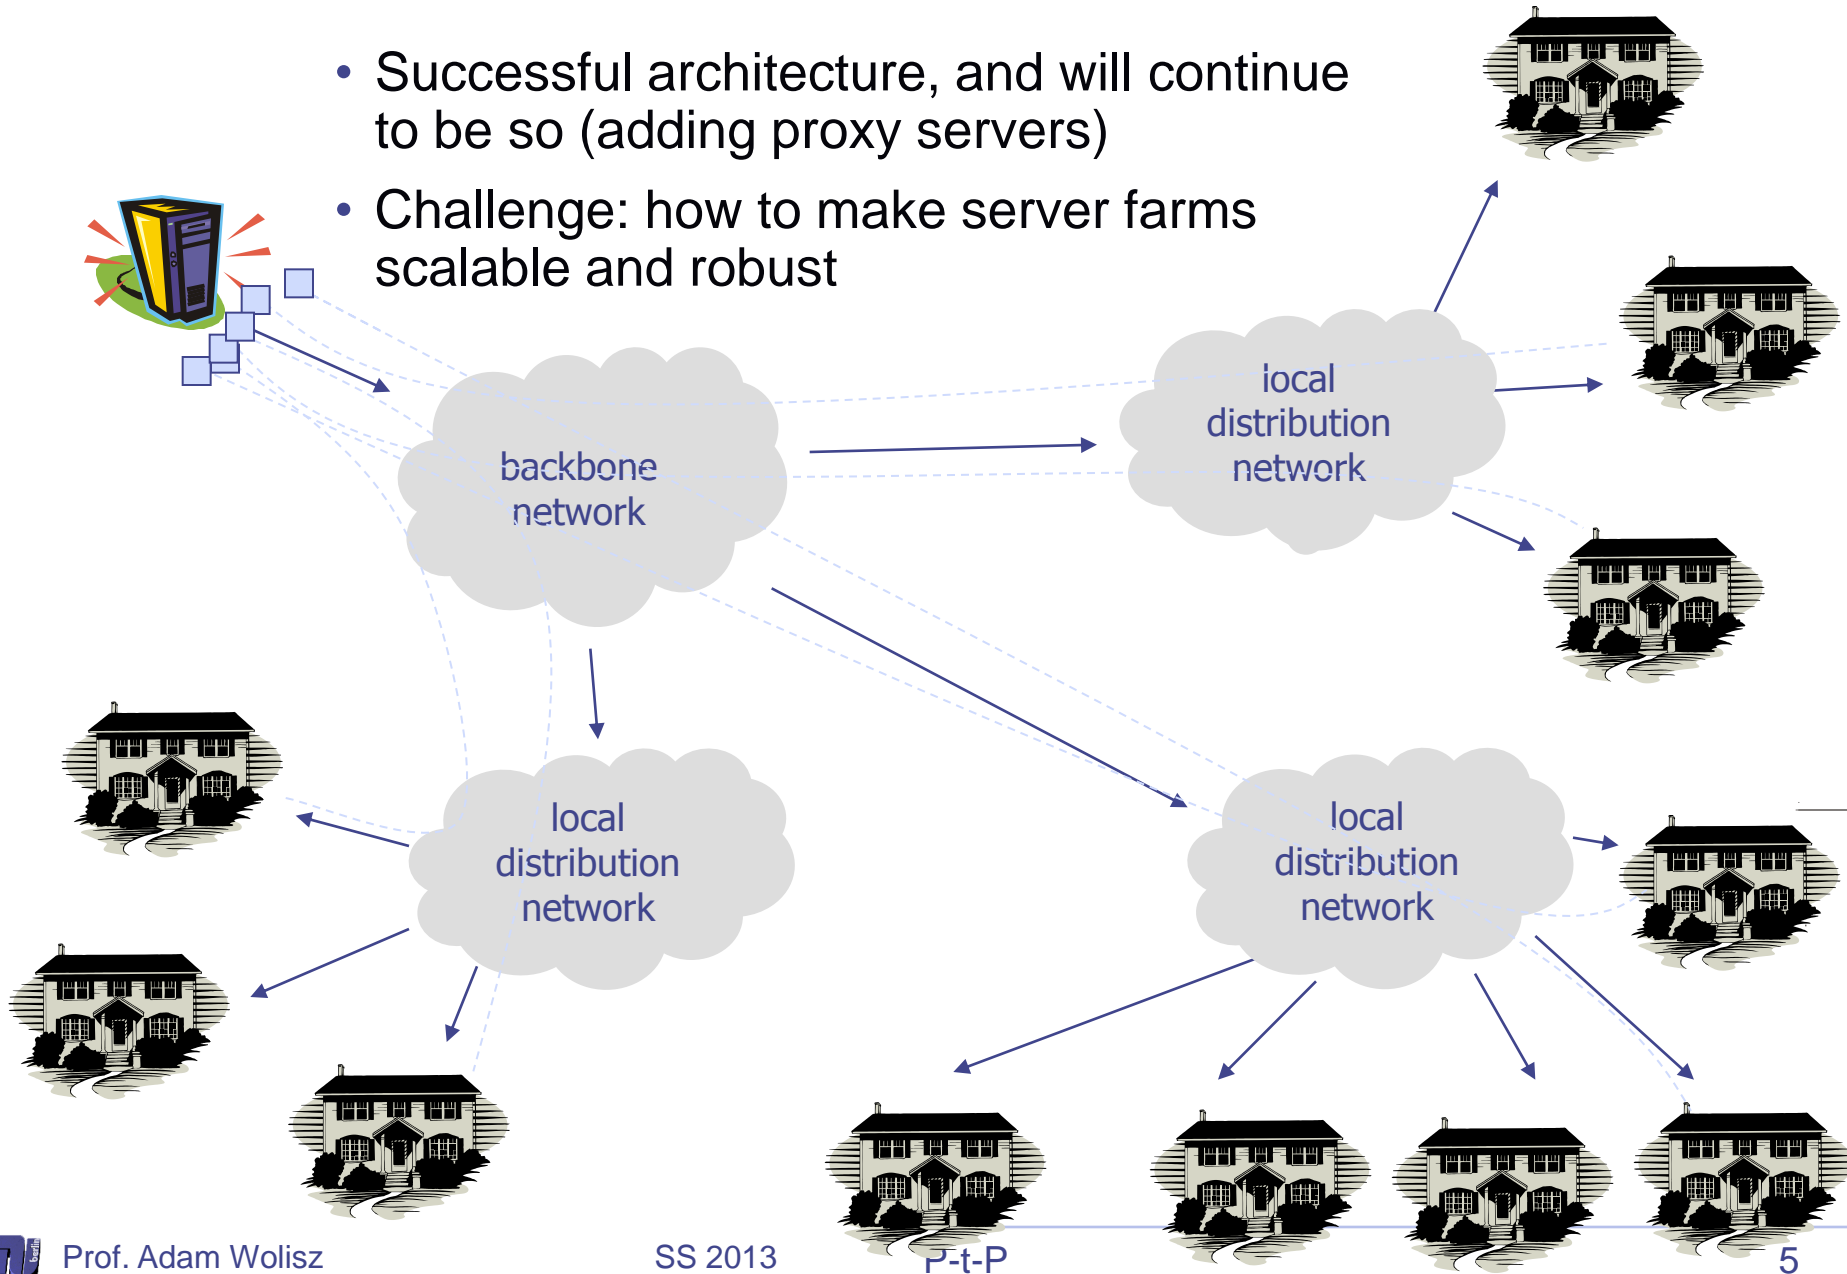 • Successful architecture, and will continue
to be so (adding proxy servers)
• Challenge: how to make server farms
scalable and robust
local
distribution
network
backbone
network
local
distribution
network
local
distribution
network
berlin
Prof. Adam Wolisz
SS 2013
P-t-P
5